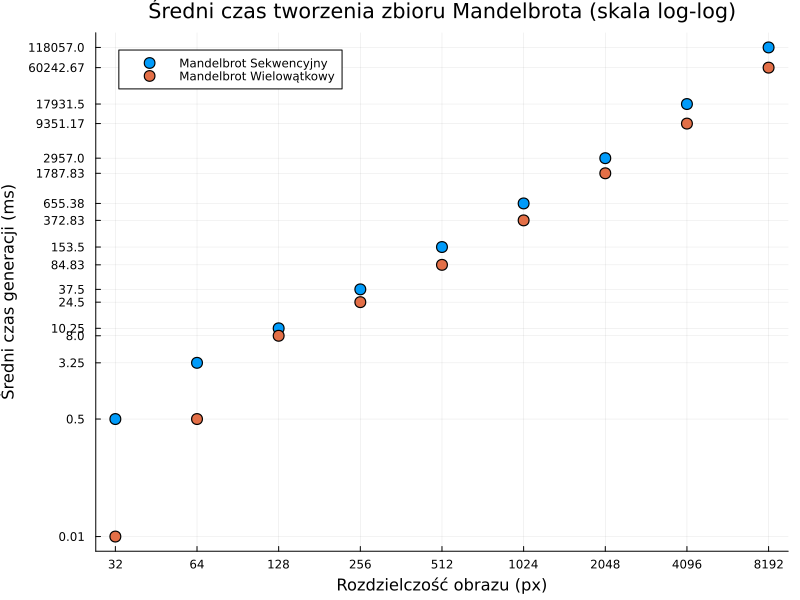 Średni czas tworzenia zbioru Mandelbrota (skala log-log)
Mandelbrot Sekwencyjny
Mandelbrot Wielowątkowy
Średni czas generacji (ms)
118057.0
60242.67
17931.5
9351.17
2957.0
1787.83
655.38
372.83
153.5
84.83
37.5
24.5
10.25
8.0
3.25
0.5
0.01
32 64 128 256 512 1024 2048 4096 8192
Rozdzielczość obrazu (px)